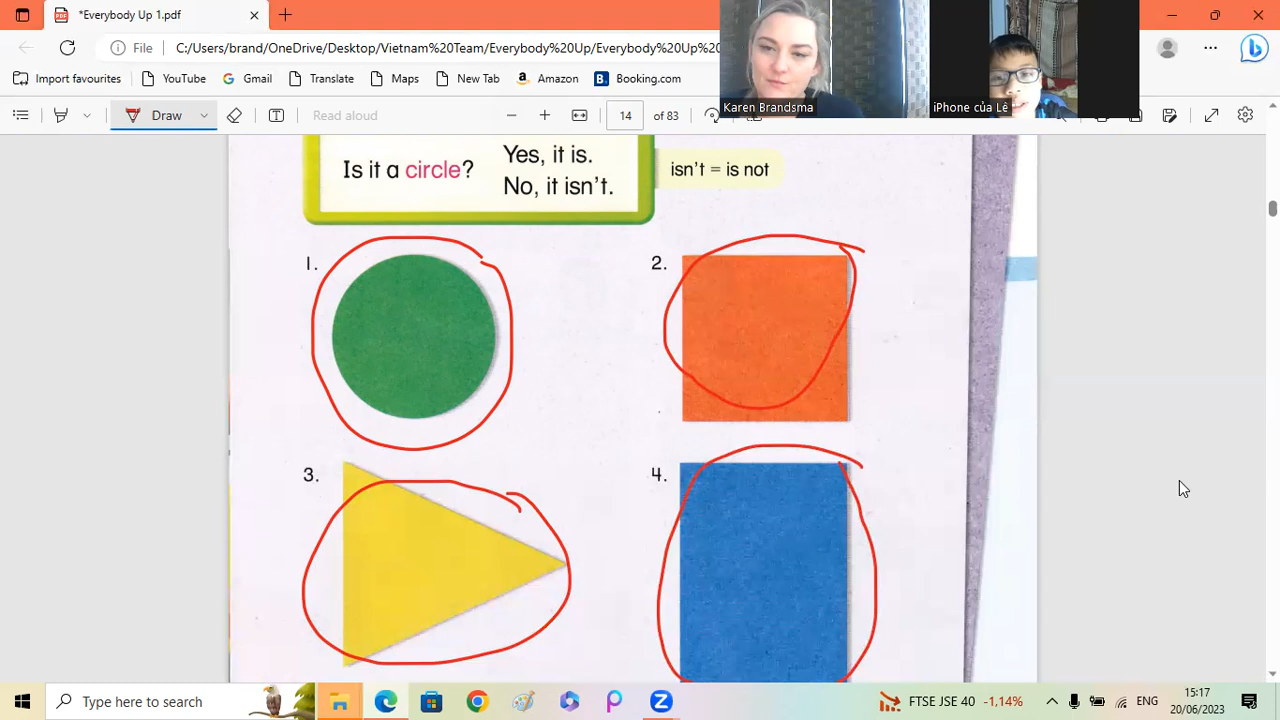 *Everybody Up 1.pdf
File
C:/Users/brand/OneDrive/Desktop/Vietnam%20Team/Everybody%20Up/Everybody%20Up%20
Import favourites
YouTube
Gmail
Translate
Maps
New Tab
Amazon
Booking.com
Draw
Read aloud
14 of 83
Karen Brandsma
iPhone của Lê
Is it a circle?
Yes, it is.
No, it isn't.
isn't = is not
1.
2.
3.
4.
Type here to search
FTSE JSE 40 -1,14%
ENG
15:17
20/06/2023